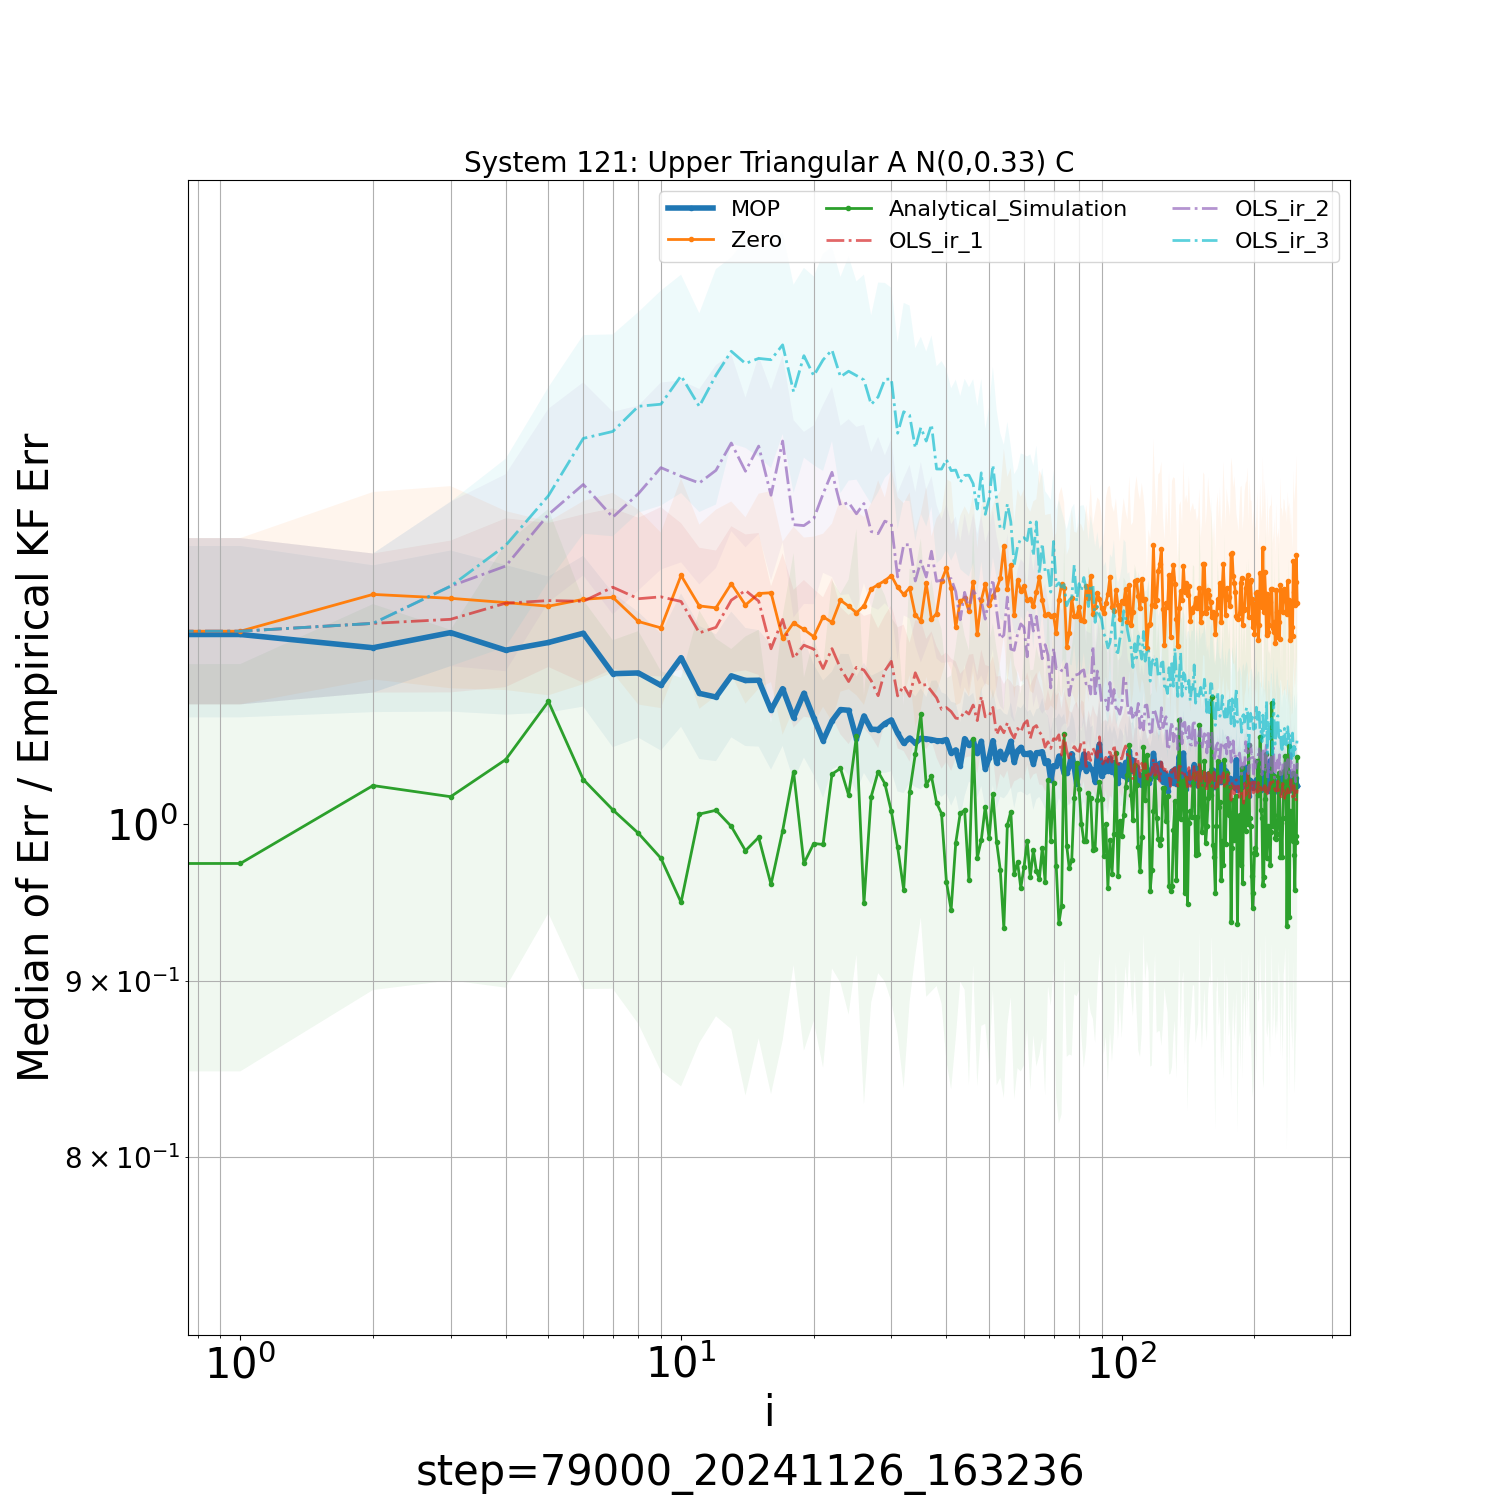 System 121: Upper Triangular A N(0,0.33) C
MOP
Zero
Analytical_Simulation
OLS_ir_1
OLS_ir_2
OLS_ir_3
Median of Err / Empirical KF Err
10⁰
9 × 10⁻¹
8 × 10⁻¹
10⁰ 10¹ 10²
i
step=79000_20241126_163236